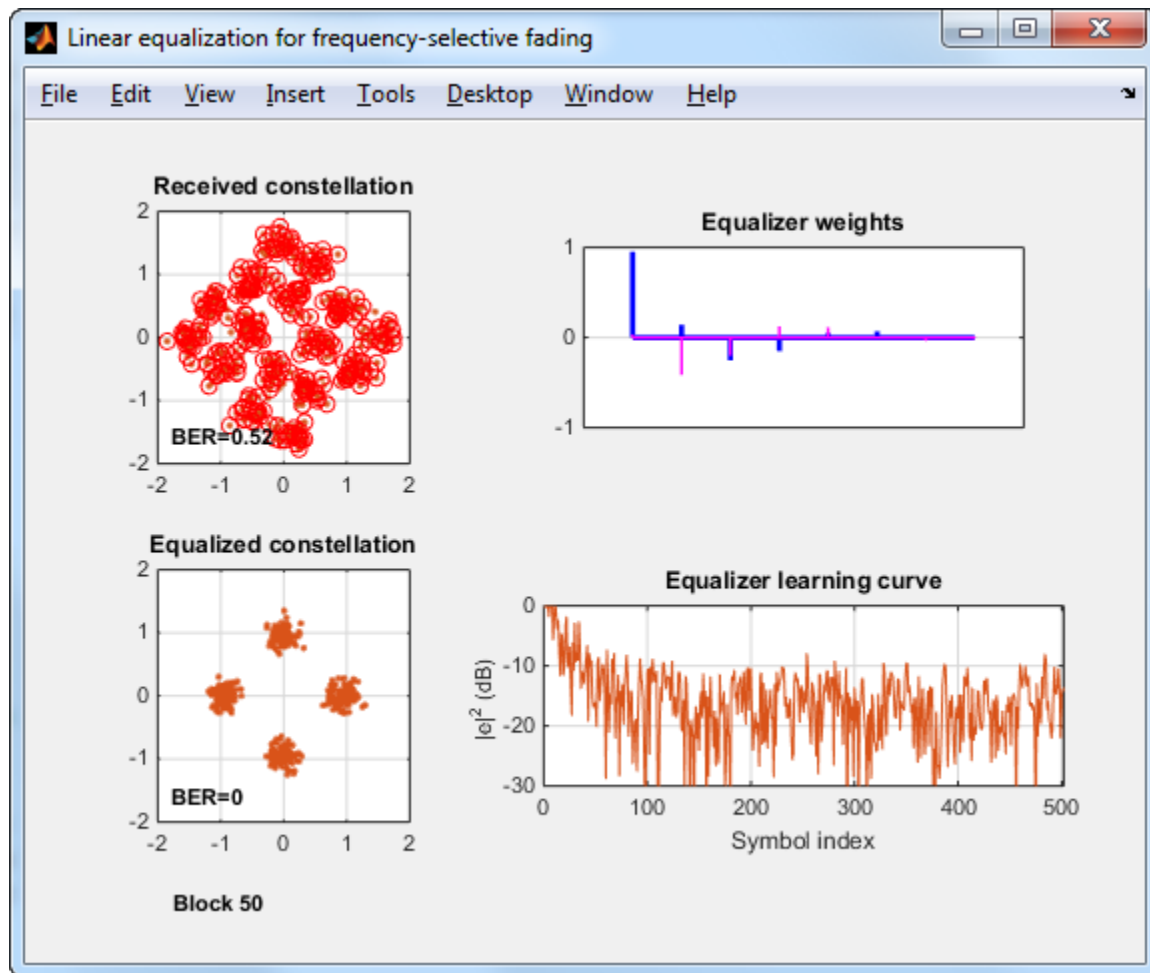 Linear equalization for frequency-selective fading
File Edit View Insert Tools Desktop Window Help
Received constellation
2
1
0
-1
-2
BER=0.52
-2 -1 0 1 2
Equalizer weights
1
0
-1
Equalized constellation
2
1
0
-1
-2
BER=0
-2 -1 0 1 2
Equalizer learning curve
|e|² (dB)
0
-10
-20
-30
0 100 200 300 400 500
Symbol index
Block 50